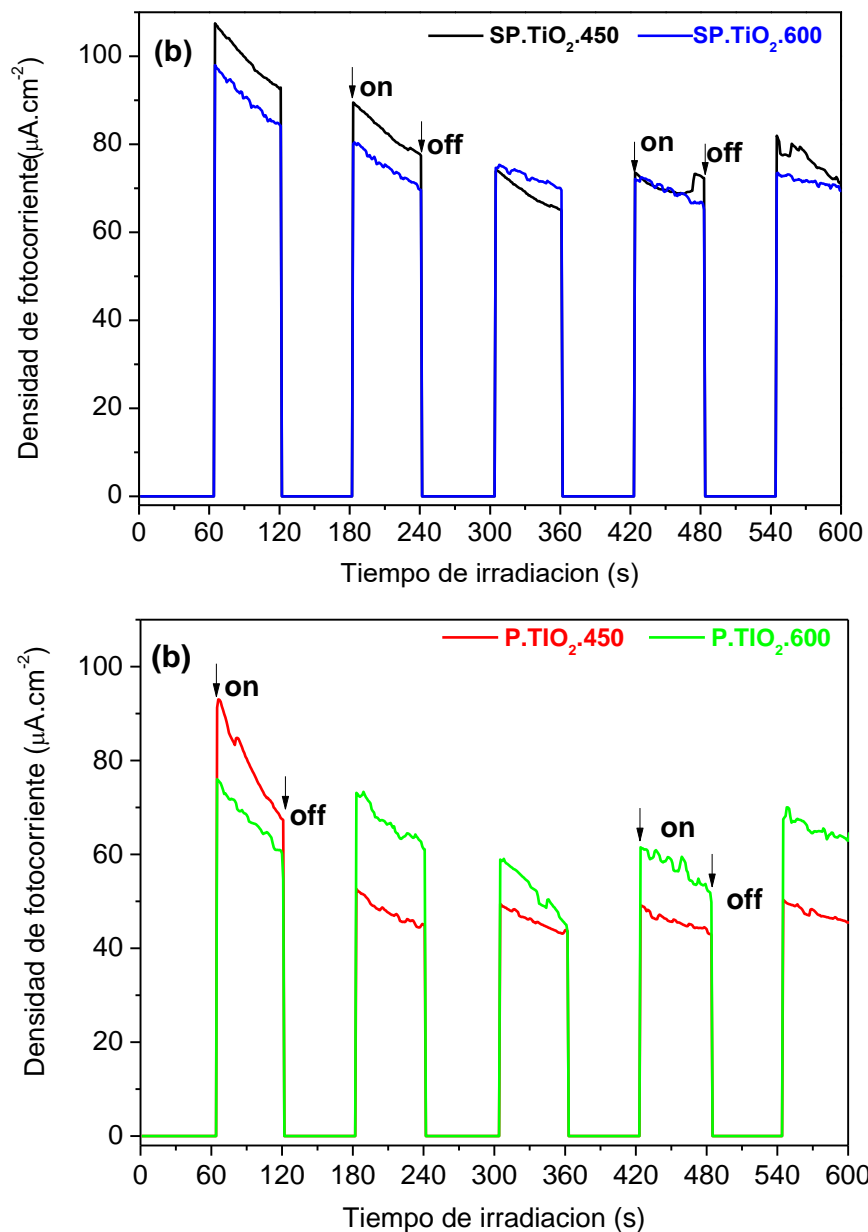 (b) SP.TiO₂.450 SP.TiO₂.600
100
80
60
40
20
0
on
off
on
off
0 60 120 180 240 300 360 420 480 540 600
Densidad de fotocorriente(µA.cm⁻²)
Tiempo de irradiacion (s)
(b) P.TIO₂.450 P.TIO₂.600
100
80
60
40
20
0
on
off
on
off
0 60 120 180 240 300 360 420 480 540 600
Densidad de fotocorriente (µA.cm⁻²)
Tiempo de irradiacion (s)